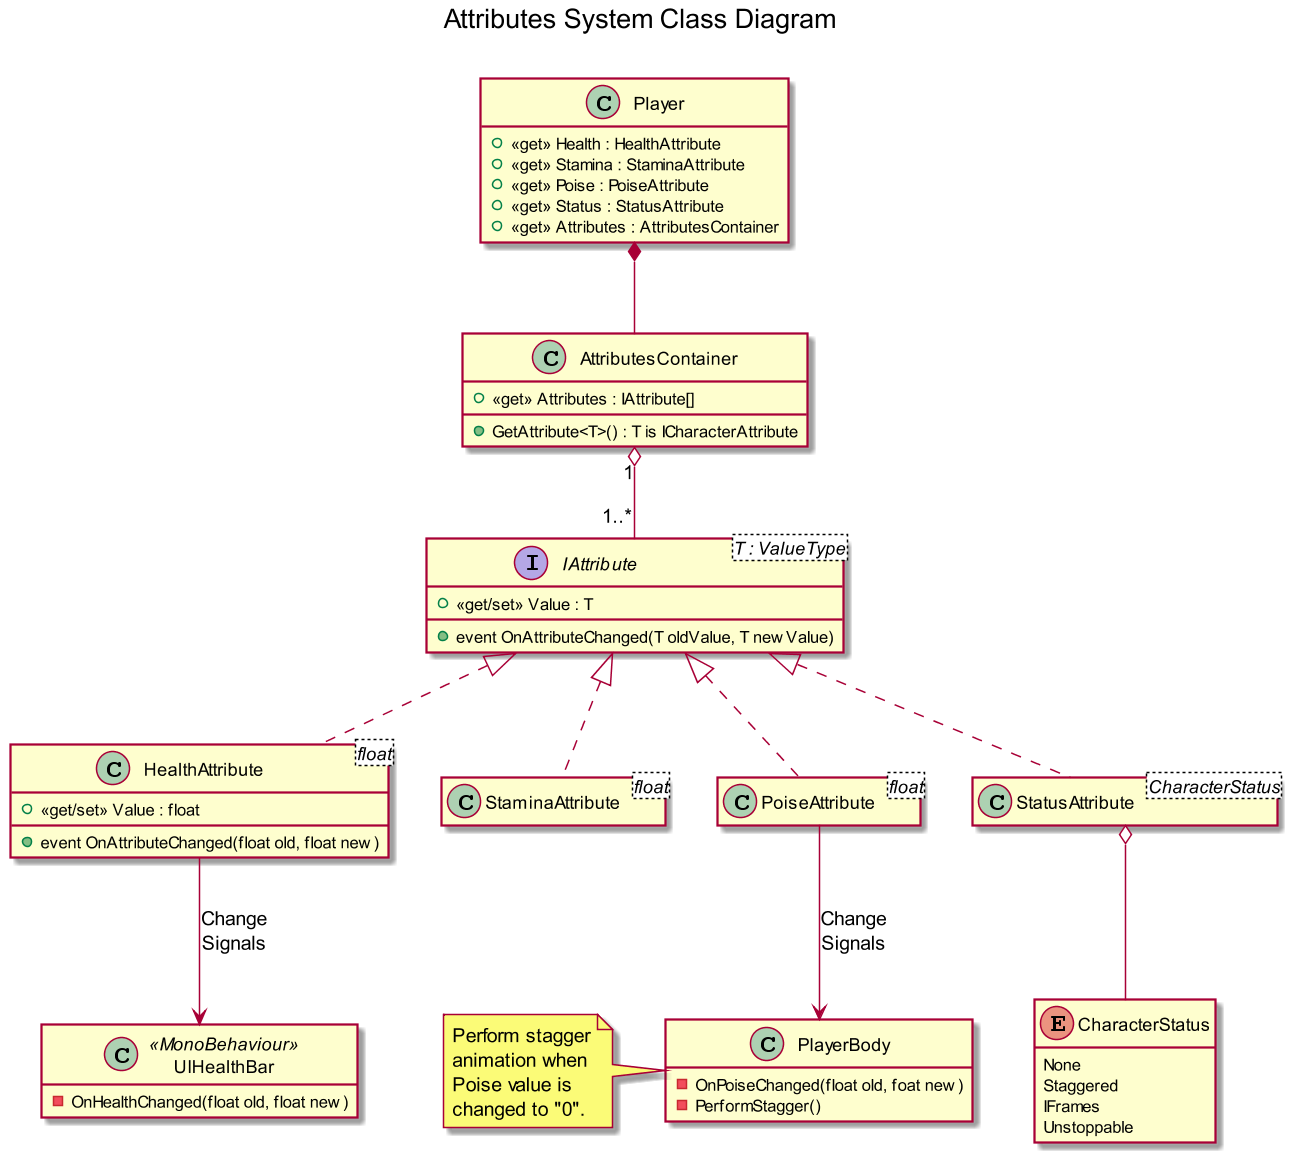 Attributes System Class Diagram
C Player
«get» Health : HealthAttribute
«get» Stamina : StaminaAttribute
«get» Poise : PoiseAttribute
«get» Status : StatusAttribute
«get» Attributes : AttributesContainer
C AttributesContainer
«get» Attributes : IAttribute[]
GetAttribute<T>() : T is ICharacterAttribute
1
1..*
T : ValueType
I IAttribute
«get/set» Value : T
event OnAttributeChanged(T oldValue, T newValue)
float
C HealthAttribute
«get/set» Value : float
event OnAttributeChanged(float old, float new)
C StaminaAttribute float
C PoiseAttribute float
C StatusAttribute CharacterStatus
Change
Signals
Change
Signals
C «MonoBehaviour»
UIHealthBar
OnHealthChanged(float old, float new)
Perform stagger
animation when
Poise value is
changed to "0".
C PlayerBody
OnPoiseChanged(float old, foat new)
PerformStagger()
E CharacterStatus
None
Staggered
IFrames
Unstoppable